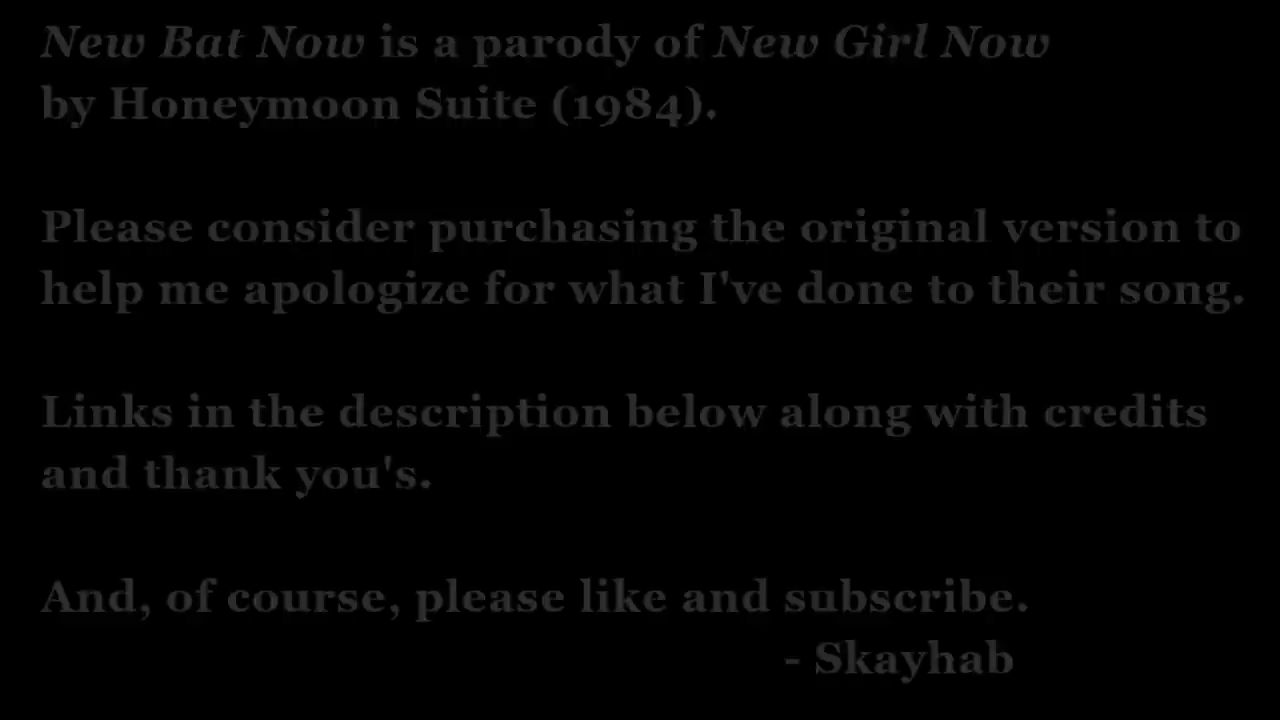 New Bat Now is a parody of New Girl Now
by Honeymoon Suite (1984).
Please consider purchasing the original version to
help me apologize for what I've done to their song.
Links in the description below along with credits
and thank you's.
And, of course, please like and subscribe.
- Skayhab